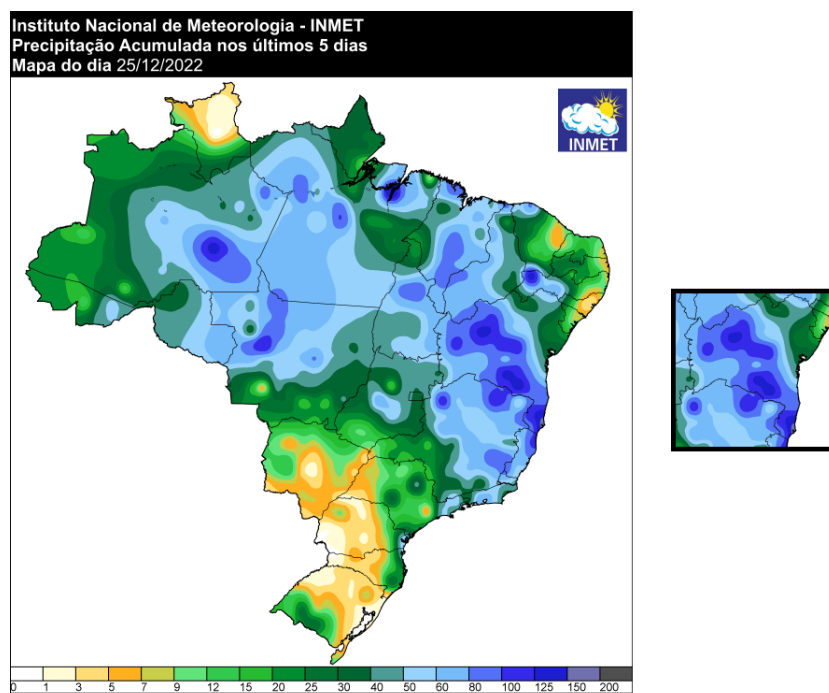 Instituto Nacional de Meteorologia - INMET
Precipitação Acumulada nos últimos 5 dias
Mapa do dia 25/12/2022
INMET
0 1 3 5 7 9 12 15 20 25 30 40 50 60 80 100 125 150 200